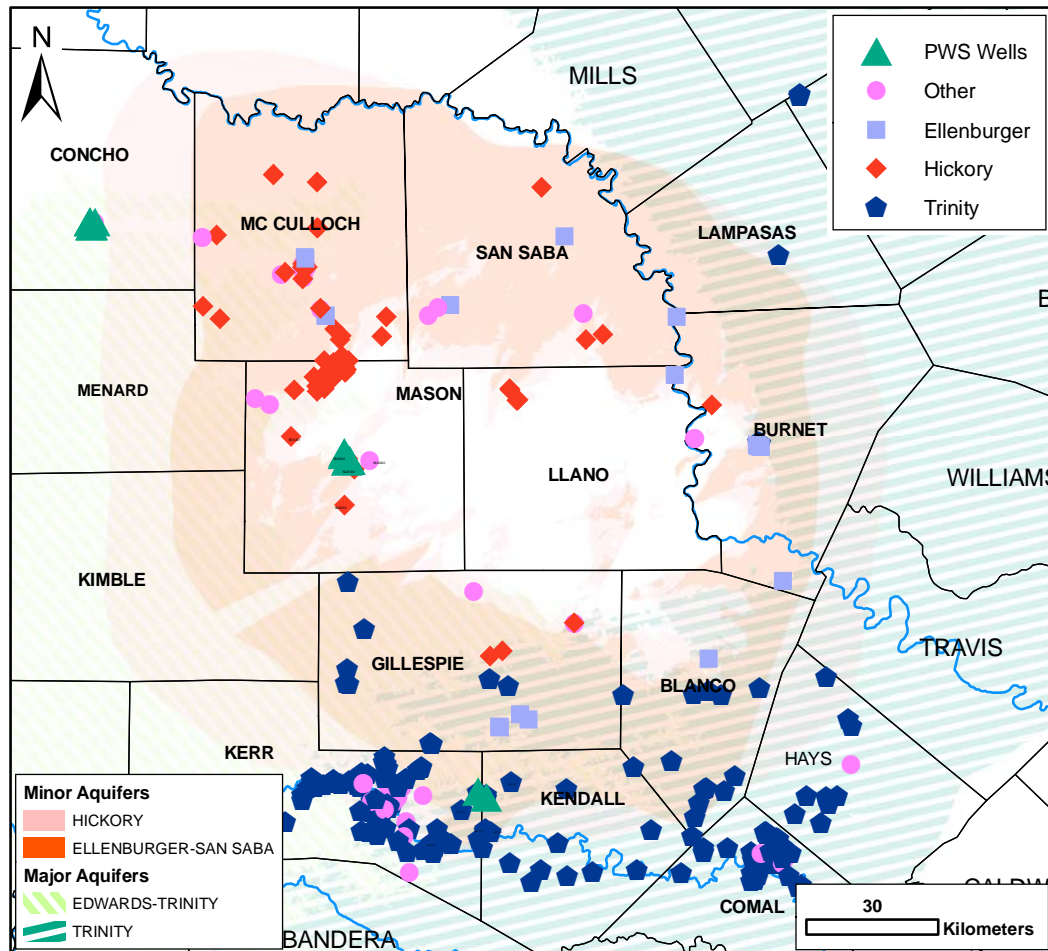 N
MILLS
PWS Wells
Other
Ellenburger
Hickory
Trinity
CONCHO
MC CULLOCH
SAN SABA
LAMPASAS
B
MENARD
MASON
BURNET
LLANO
WILLIAMS
KIMBLE
TRAVIS
GILLESPIE
BLANCO
KERR
HAYS
KENDALL
Minor Aquifers
HICKORY
ELLENBURGER-SAN SABA
Major Aquifers
EDWARDS-TRINITY
TRINITY
CALDW
COMAL
30
Kilometers
BANDERA